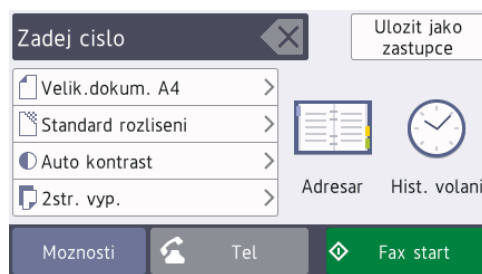 Zadej cislo
Ulozit jako
zastupce
Velik.dokum. A4
Standard rozliseni
Auto kontrast
2str. vyp.
Adresar
Hist. volani
Moznosti
Tel
Fax start